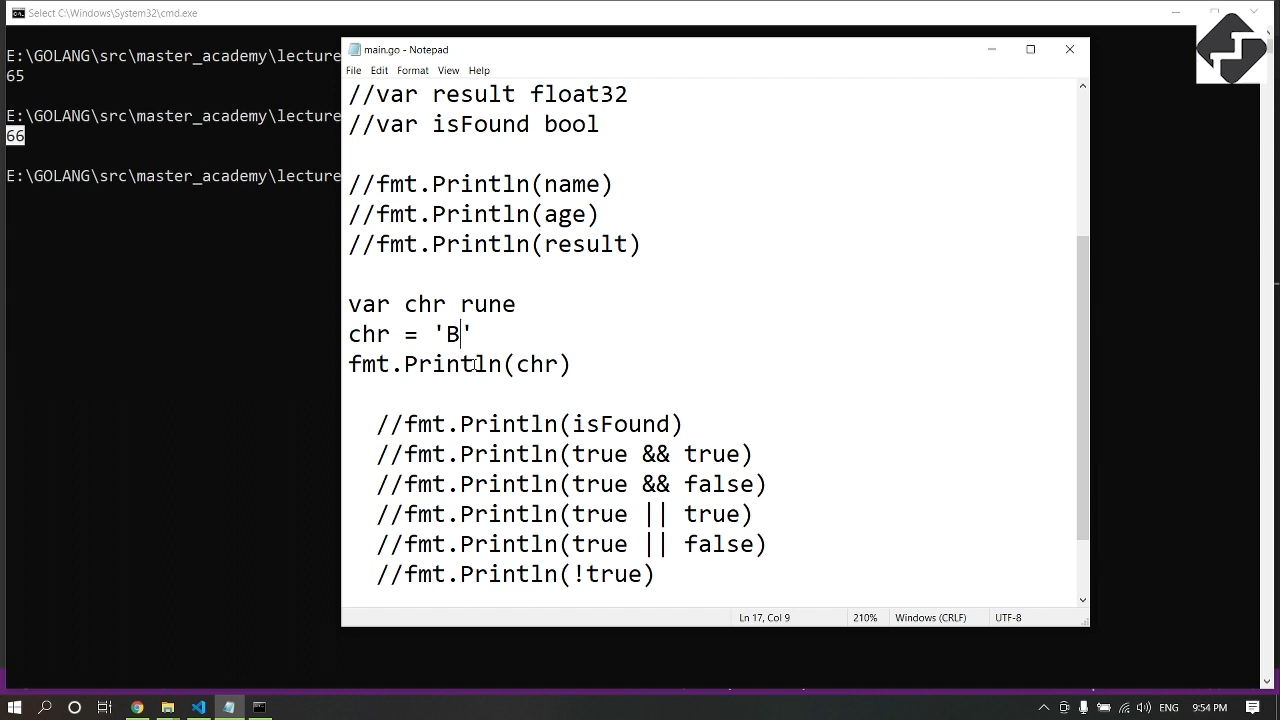 Select C:\Windows\System32\cmd.exe
E:\GOLANG\src\master_academy\lecture
65
E:\GOLANG\src\master_academy\lecture
66
E:\GOLANG\src\master_academy\lecture
main.go - Notepad
File Edit Format View Help
//var result float32
//var isFound bool
//fmt.Println(name)
//fmt.Println(age)
//fmt.Println(result)
var chr rune
chr = 'B'
fmt.Println(chr)
//fmt.Println(isFound)
//fmt.Println(true && true)
//fmt.Println(true && false)
//fmt.Println(true || true)
//fmt.Println(true || false)
//fmt.Println(!true)
Ln 17, Col 9 210% Windows (CRLF) UTF-8
ENG 9:54 PM